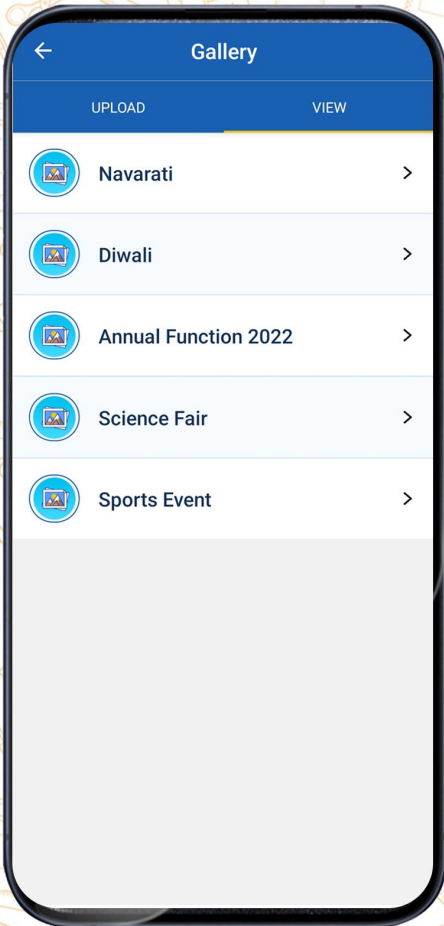 Gallery
UPLOAD VIEW
Navarati
Diwali
Annual Function 2022
Science Fair
Sports Event